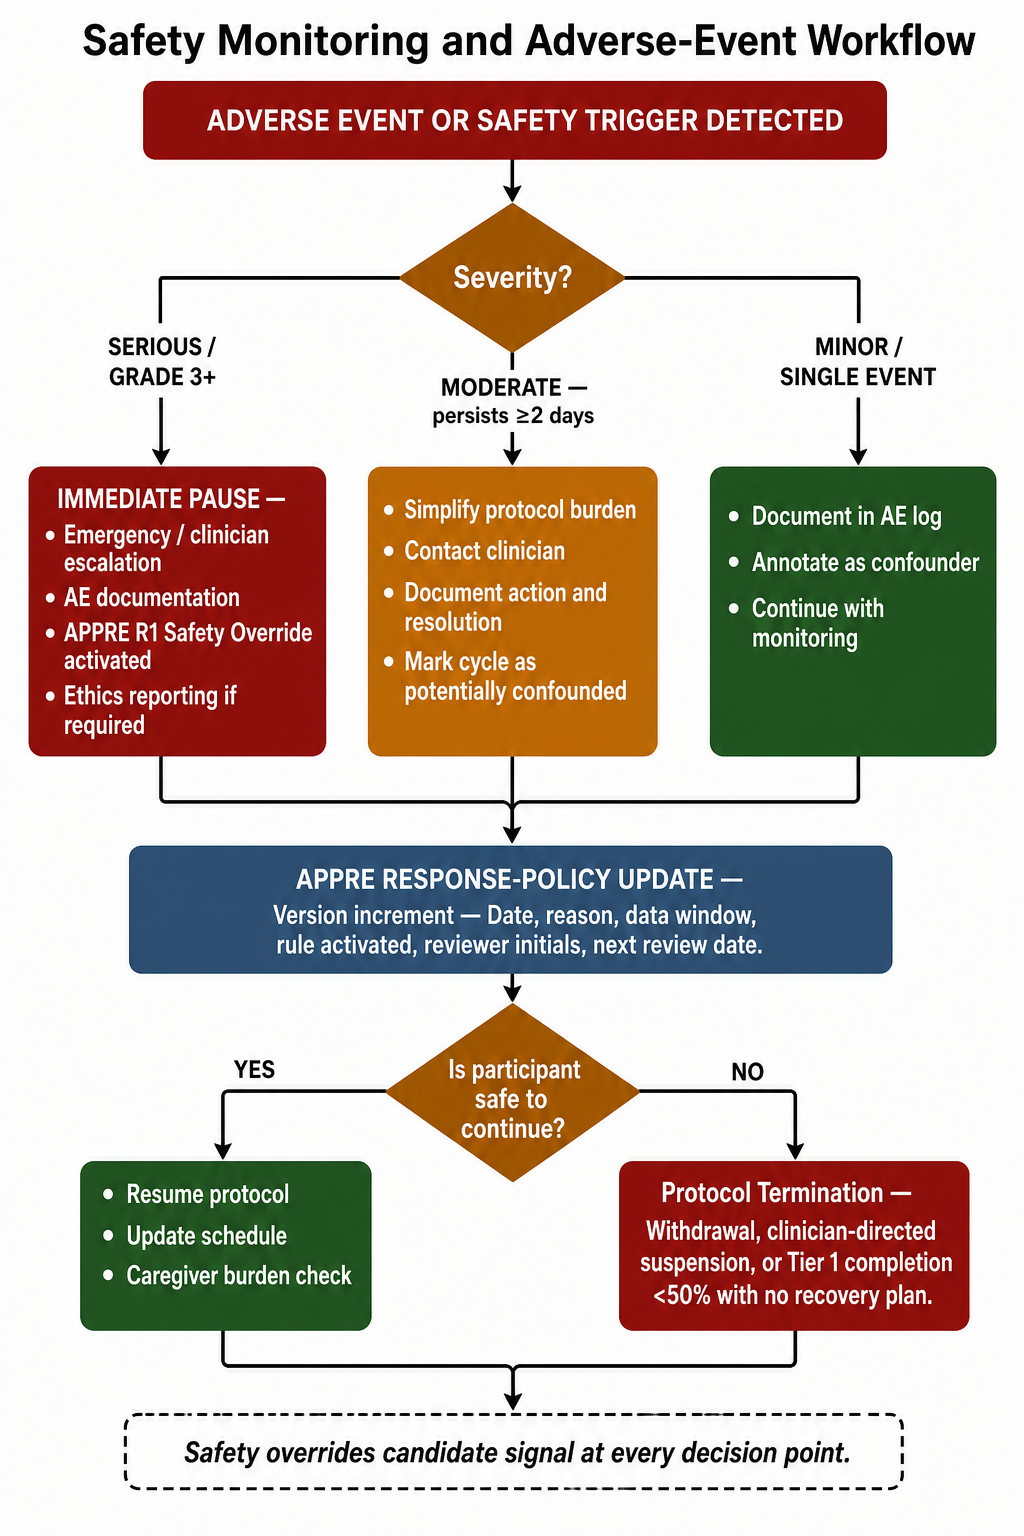 Safety Monitoring and Adverse-Event Workflow
ADVERSE EVENT OR SAFETY TRIGGER DETECTED
Severity?
SERIOUS /
GRADE 3+
MODERATE —
persists ≥2 days
MINOR /
SINGLE EVENT
IMMEDIATE PAUSE —
• Emergency / clinician
escalation
• AE documentation
• APPRE R1 Safety Override
activated
• Ethics reporting if
required
• Simplify protocol burden
• Contact clinician
• Document action and
resolution
• Mark cycle as
potentially confounded
• Document in AE log
• Annotate as confounder
• Continue with
monitoring
APPRE RESPONSE-POLICY UPDATE —
Version increment — Date, reason, data window,
rule activated, reviewer initials, next review date.
Is participant
safe to
continue?
YES
NO
• Resume protocol
• Update schedule
• Caregiver burden check
Protocol Termination —
Withdrawal, clinician-directed
suspension, or Tier 1 completion
<50% with no recovery plan.
Safety overrides candidate signal at every decision point.